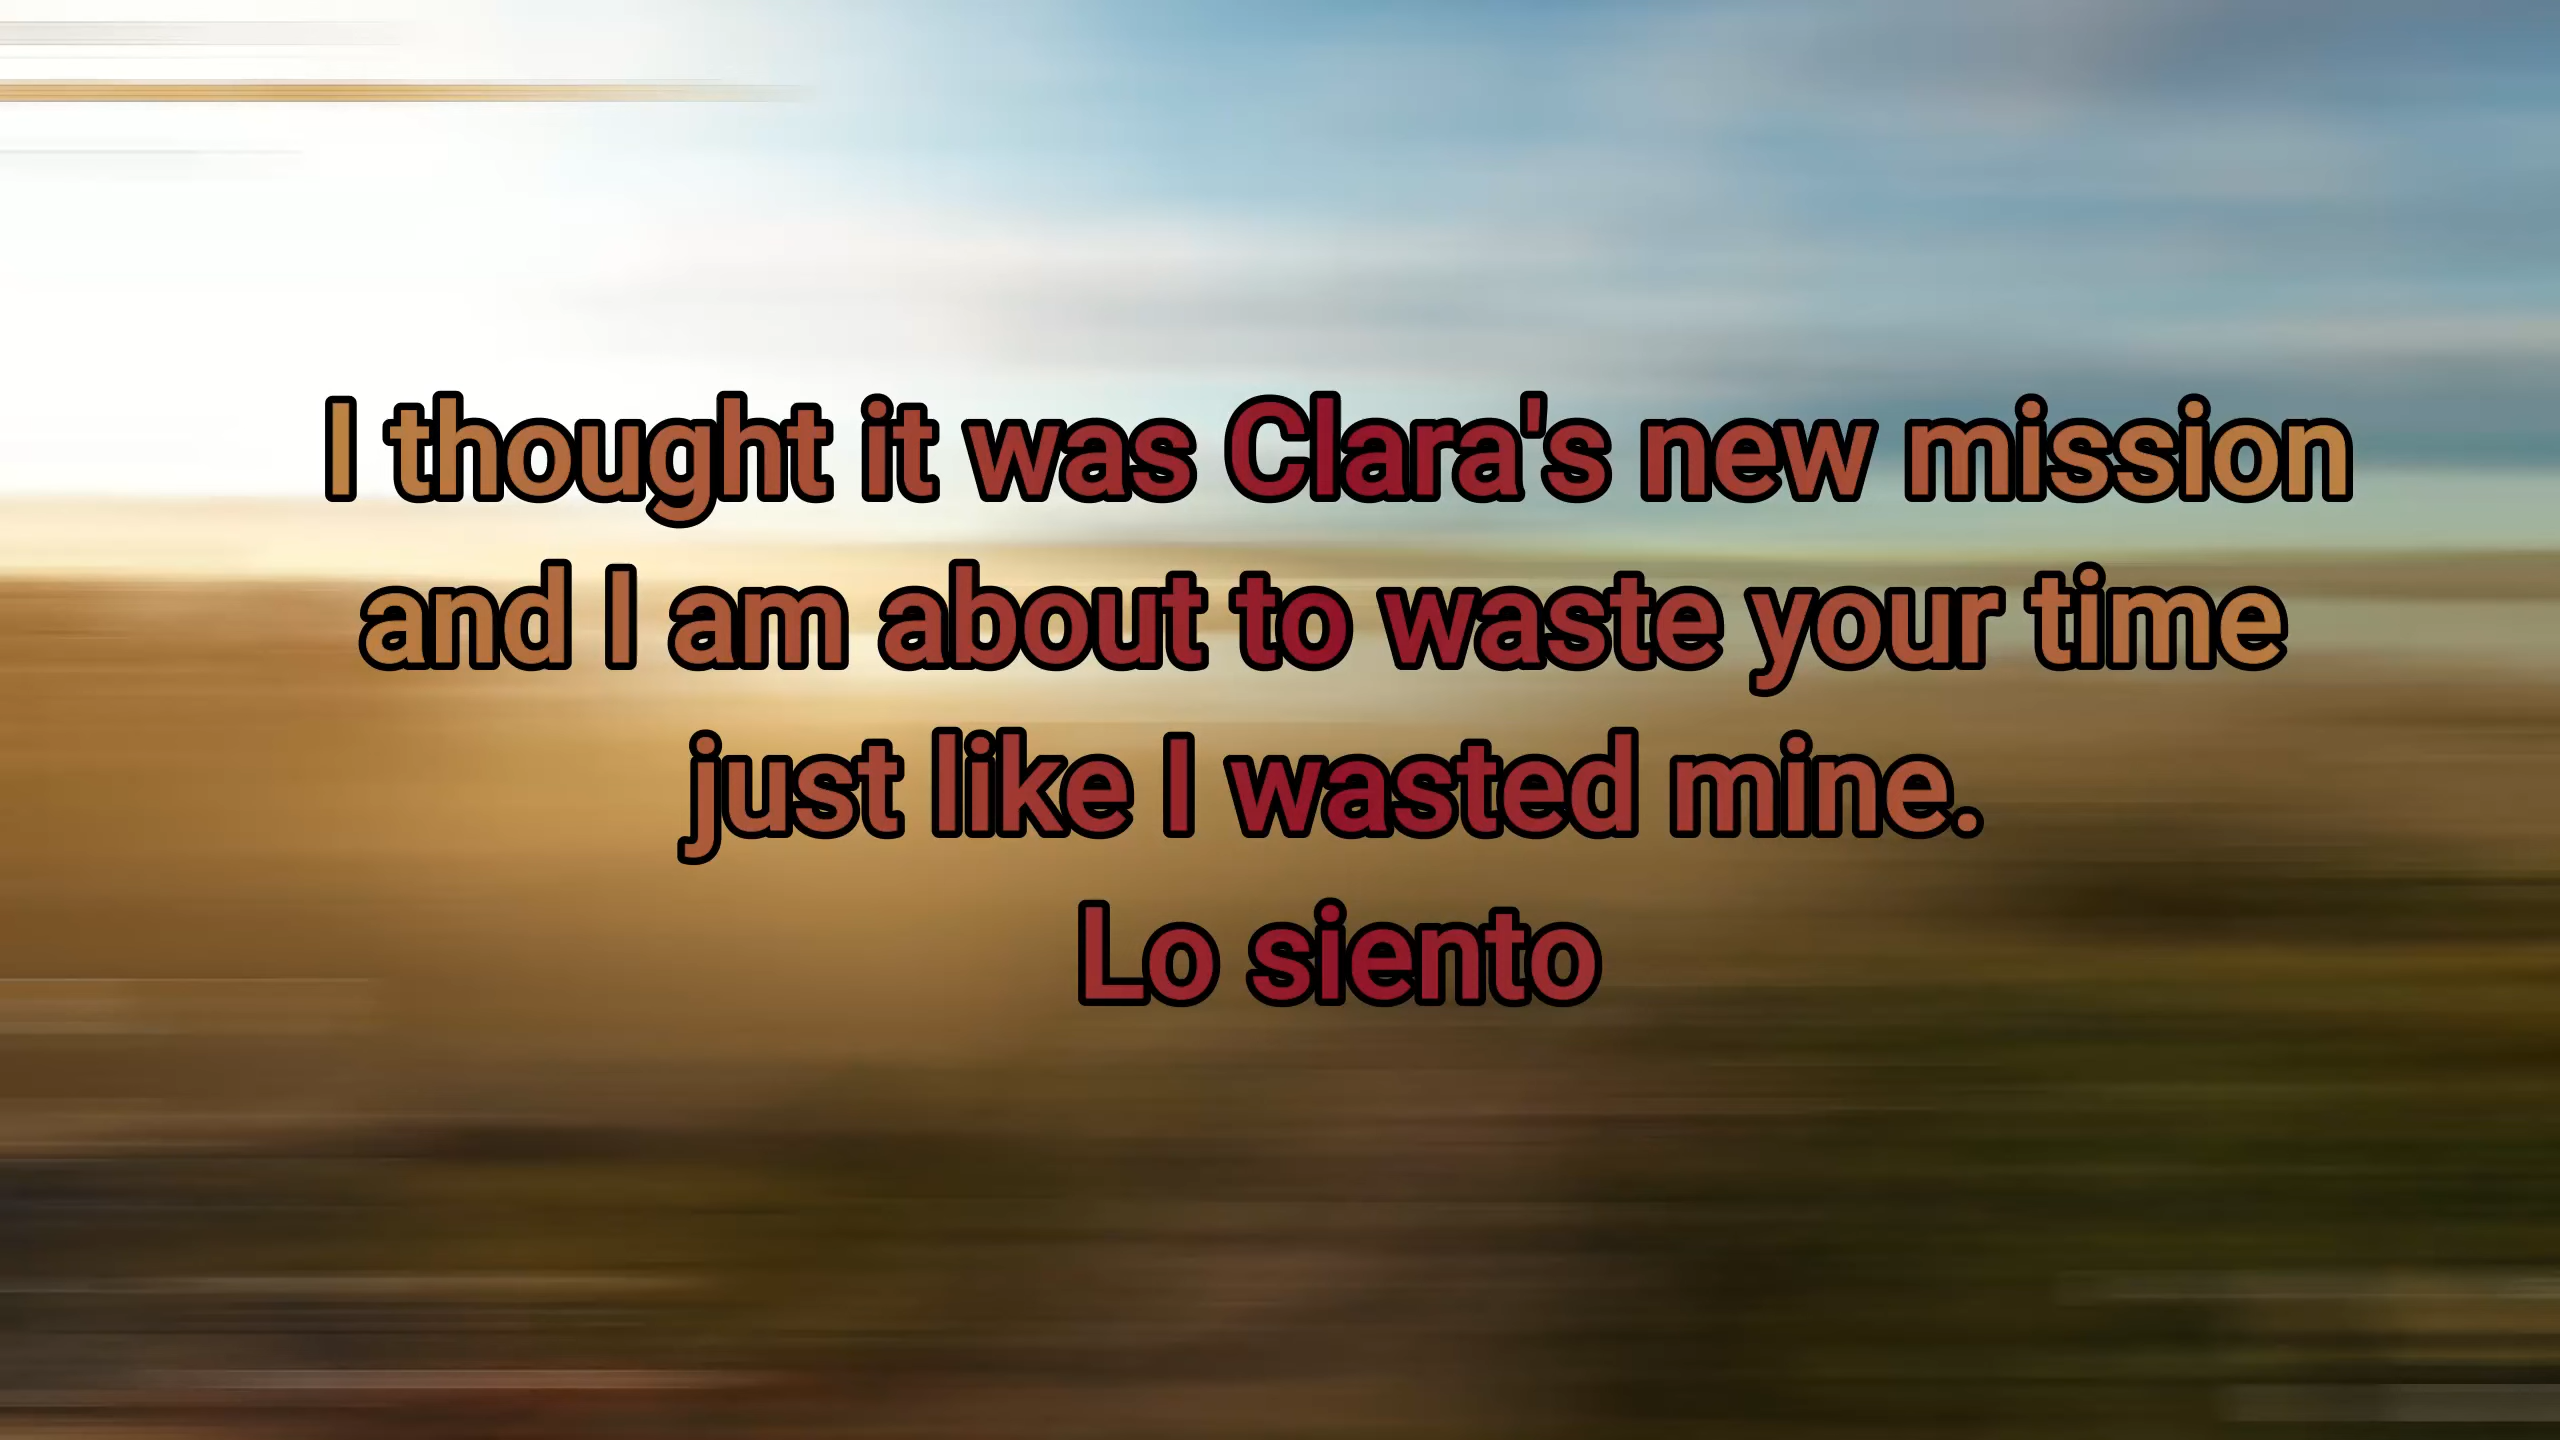 I thought it was Clara's new mission
and I am about to waste your time
just like I wasted mine.
Lo siento